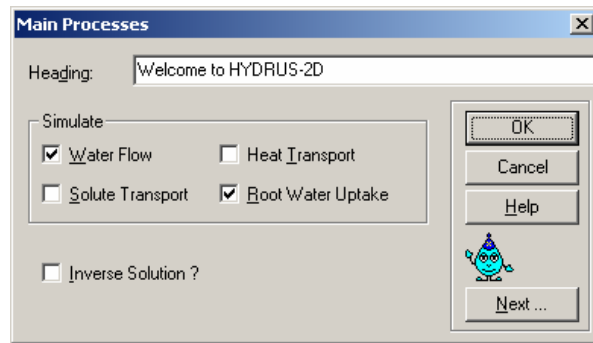 Main Processes
Heading: Welcome to HYDRUS-2D
Simulate
Water Flow Heat Transport
Solute Transport Root Water Uptake
Inverse Solution ?
OK
Cancel
Help
Next ...